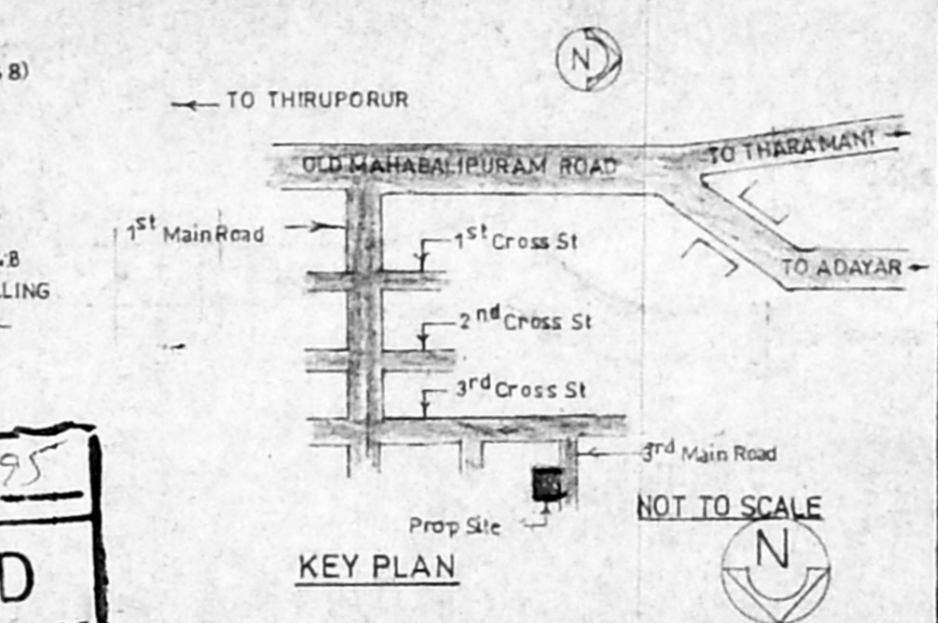 8)
N
TO THIRUPORUR
OLD MAHABALIPURAM ROAD
TO THARAMANI
1st Main Road
1st Cross St
TO ADAYAR
LING
2nd Cross St
3rd Cross St
95
3rd Main Road
NOT TO SCALE
Prop Site
KEY PLAN
N
D